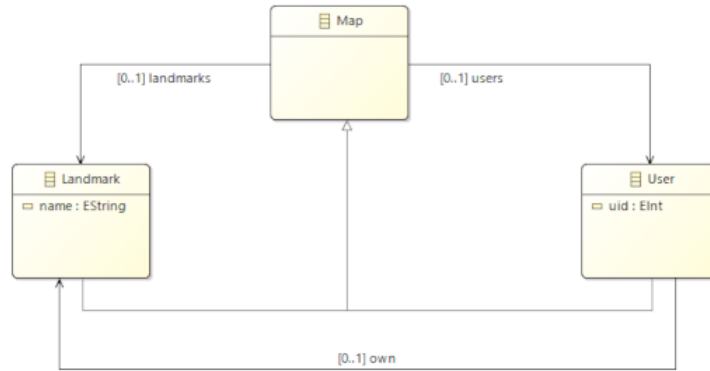 Map
[0..1] landmarks
[0..1] users
Landmark
name : EString
User
uid : EInt
[0..1] own